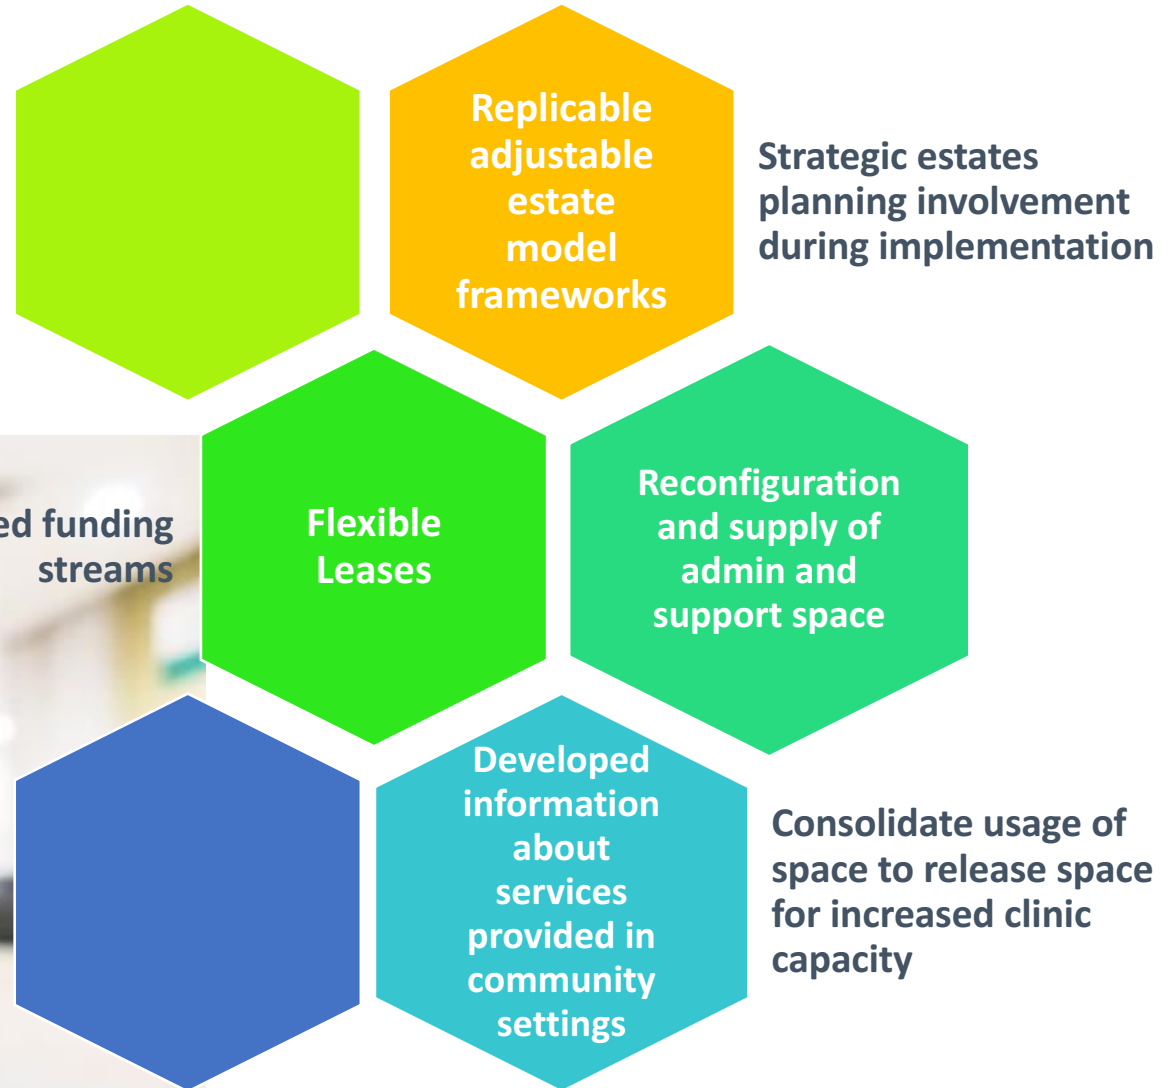 Replicable
adjustable
estate
model
frameworks
Strategic estates
planning involvement
during implementation
funding
streams
Flexible
Leases
Reconfiguration
and supply of
admin and
support space
Developed
information
about
services
provided in
community
settings
Consolidate usage of
space to release space
for increased clinic
capacity